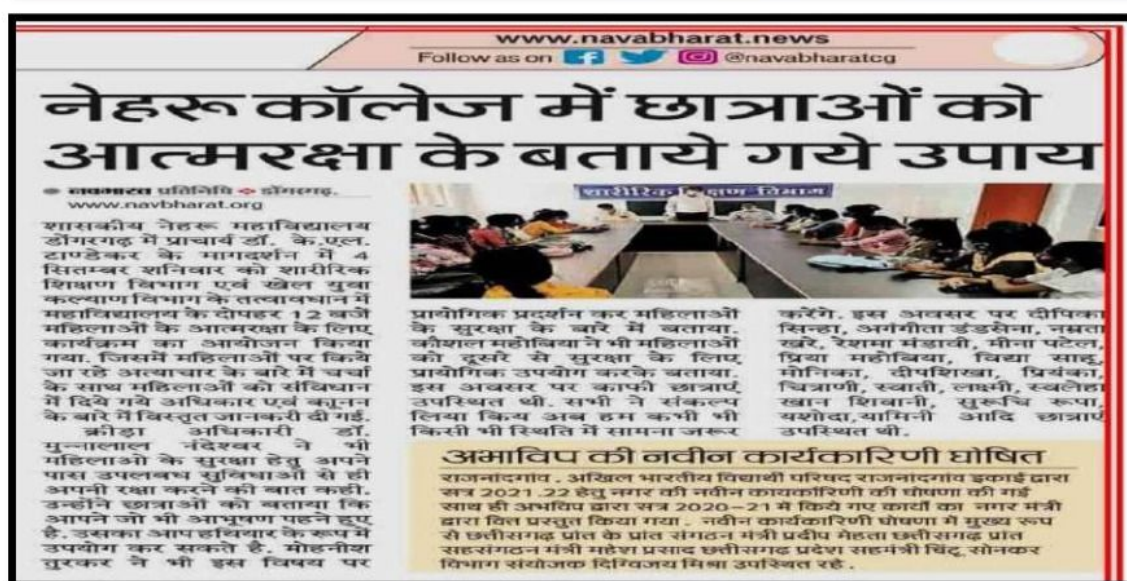 www.navabharat.news
Follow as on @navabharatcg
नेहरू कॉलेज में छात्राओं को
आत्मरक्षा के बताये गये उपाय
नवभारत प्रतिनिधि डोंगरगढ़.
www.navbharat.org
शासकीय नेहरू महाविद्यालय
डोंगरगढ़ में प्राचार्य डॉ. के.एल.
टाण्डेकर के मागदर्शन में 4
सितम्बर शनिवार को शारीरिक
शिक्षण विभाग एवं खेल युवा
कल्याण विभाग के तत्वावधान में
महाविद्यालय के दोपहर 12 बजे
महिलाओं के आत्मरक्षा के लिए
कार्यक्रम का आयोजन किया
गया. जिसमें महिलाओं पर किये
जा रहे अत्याचार के बारे में चर्चा
के साथ महिलाओं को संविधान
में दिये गये अधिकार एवं कानून
के बारे में विस्तृत जानकरी दी गई.
क्रीड़ा अधिकारी डॉ.
मुन्नालाल नंदेश्वर ने भी
महिलाओ के सुरक्षा हेतु अपने
पास उपलबध सुविधाओं से ही
अपनी रक्षा करने की बात कही.
उन्होंने छात्राओं को बताया कि
आपने जो भी आभूषण पहने हुए
है. उसका आप हथियार के रूप में
उपयोग कर सकते है. मोहनीश
तुरकर ने भी इस विषय पर
शारीरिक शिक्षण विभाग
प्रायोगिक प्रदर्शन कर महिलाओं
के सुरक्षा के बारे में बताया.
कौशल महोबिया ने भी महिलाओं
को दूसरे से सुरक्षा के लिए
प्रायोगिक उपयोग करके बताया.
इस अवसर पर काफी छात्राएं
उपस्थित थी. सभी ने संकल्प
लिया किय अब हम कभी भी
किसी भी स्थिति में सामना जरूर
करेंगे. इस अवसर पर दीपिका
सिन्हा, अगंगीता डंडसेना, नम्रता
खरे, रेशमा मंडावी, मीना पटेल,
प्रिया महोबिया, विद्या साहू,
मोनिका, दीपशिखा, प्रियंका,
चित्राणी, स्वाती, लक्ष्मी, स्वलेहा
खान शिबानी, सुरूचि रूपा,
यशोदा,यामिनी आदि छात्राएं
उपस्थित थी.
अभाविप की नवीन कार्यकारिणी घोषित
राजनांदगांव . अखिल भारतीय विद्यार्थी परिषद राजनांदगांव इकाई द्वारा
सत्र 2021.22 हेतु नगर की नवीन कायकारिणी की घोषणा की गई
साथ ही अभविप द्वारा सत्र 2020-21 में किये गए कार्यो का नगर मंत्री
द्वारा वित्त प्रस्तुत किया गया . नवीन कार्यकारिणी घोषणा में मुख्य रूप
से छत्तीसगढ़ प्रांत के प्रांत संगठन मंत्री प्रदीप मेहता छत्तीसगढ़ प्रांत
सहसंगठन मंत्री महेश प्रसाद छत्तीसगढ़ प्रदेश सहमंत्री चिंटू सोनकर
विभाग संयोजक दिग्विजय मिश्रा उपस्थित रहे .